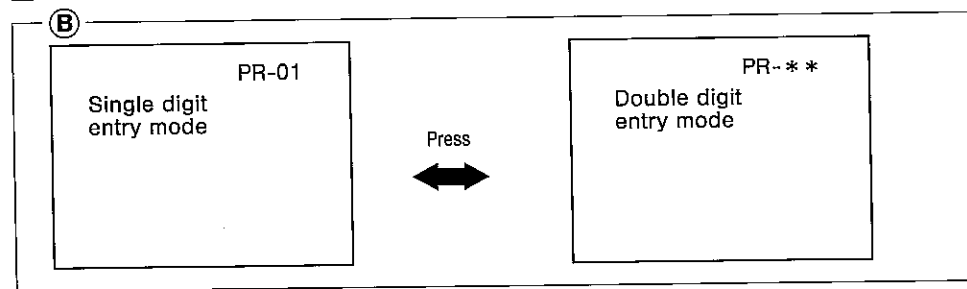 B
PR-01
Single digit
entry mode
Press
PR-**
Double digit
entry mode